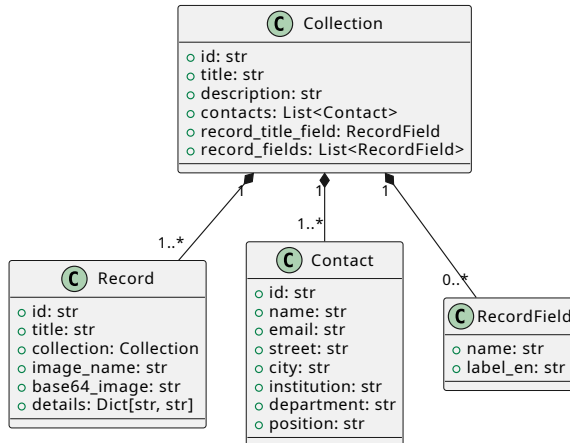 C Collection
id: str
title: str
description: str
contacts: List<Contact>
record_title_field: RecordField
record_fields: List<RecordField>
1
1
1
1..*
1..*
0..*
C Record
id: str
title: str
collection: Collection
image_name: str
base64_image: str
details: Dict[str, str]
C Contact
id: str
name: str
email: str
street: str
city: str
institution: str
department: str
position: str
C RecordField
name: str
label_en: str